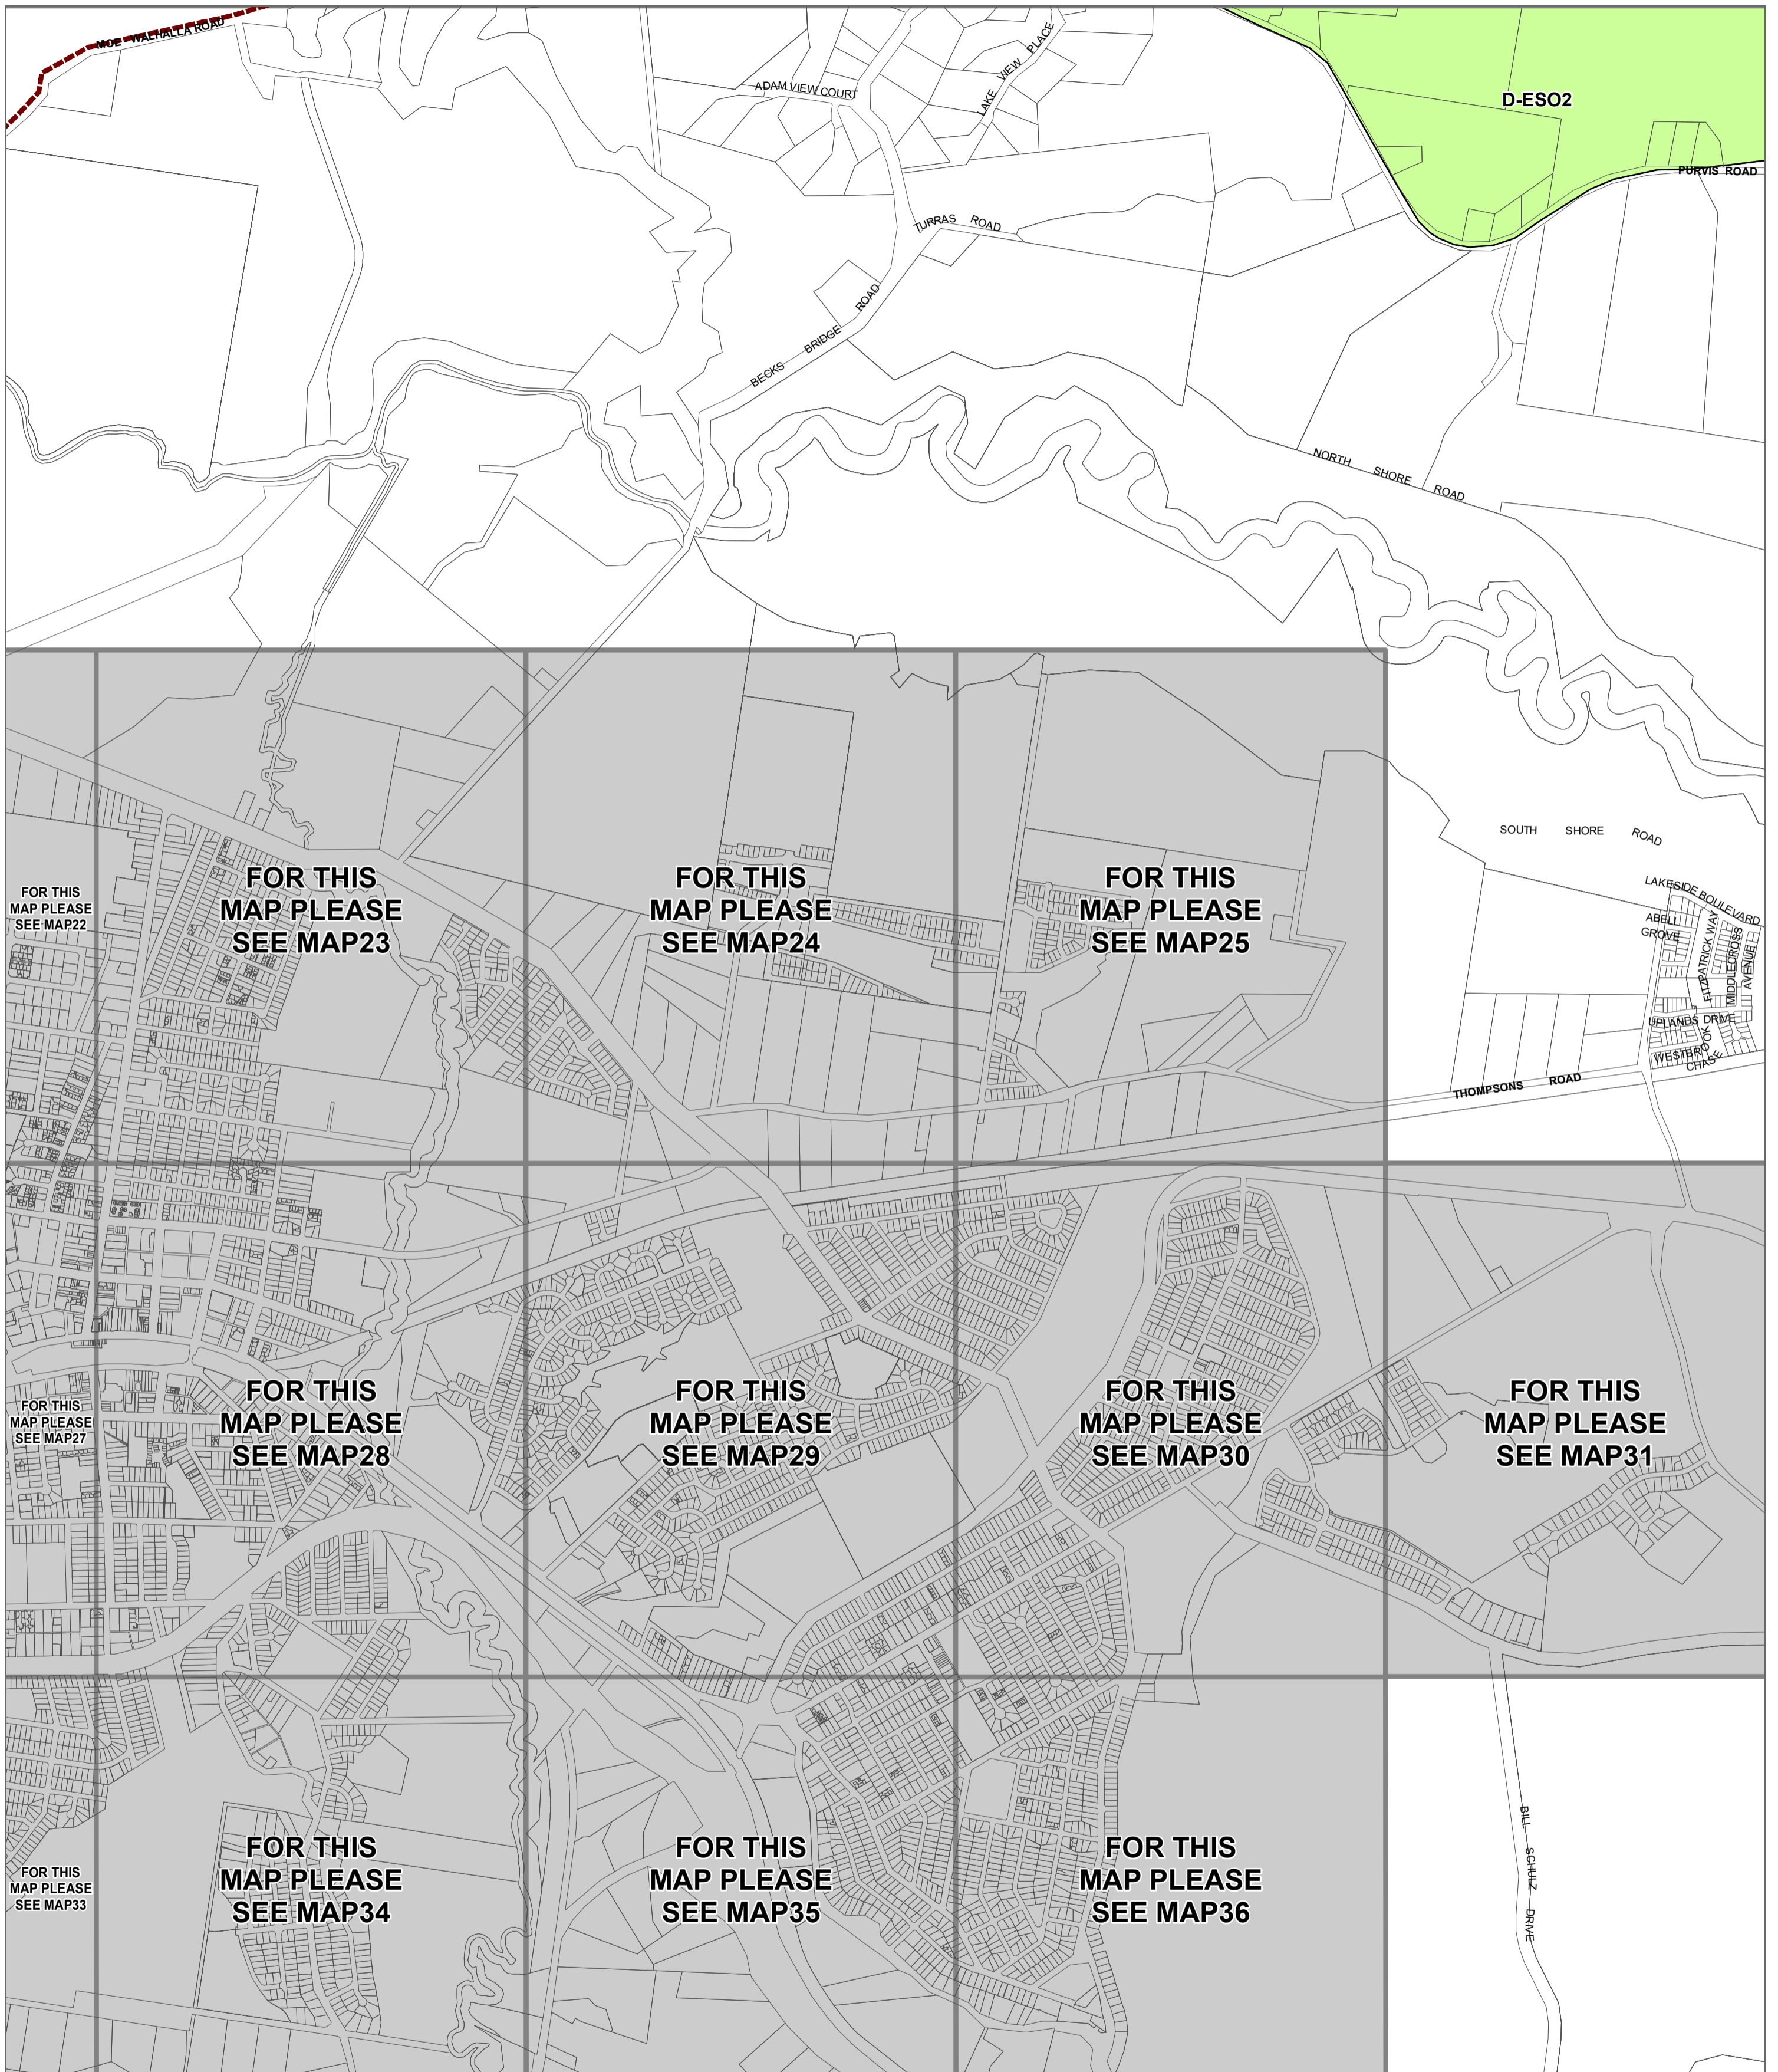 MOE WALHALLA ROAD
ADAM VIEW COURT
LAKE VIEW PLACE
D-ESO2
PURVIS ROAD
TURRAS ROAD
BECKS BRIDGE ROAD
NORTH SHORE ROAD
SOUTH SHORE ROAD
FOR THIS
MAP PLEASE
SEE MAP22
FOR THIS
MAP PLEASE
SEE MAP23
FOR THIS
MAP PLEASE
SEE MAP24
FOR THIS
MAP PLEASE
SEE MAP25
LAKESIDE BOULEVARD
ABELL
GROVE
FITZPATRICK WAY
MIDDLECROSS
AVENUE
UPLANDS DRIVE
WESTBROOK
CHASE
THOMPSONS ROAD
FOR THIS
MAP PLEASE
SEE MAP27
FOR THIS
MAP PLEASE
SEE MAP28
FOR THIS
MAP PLEASE
SEE MAP29
FOR THIS
MAP PLEASE
SEE MAP30
FOR THIS
MAP PLEASE
SEE MAP31
FOR THIS
MAP PLEASE
SEE MAP33
FOR THIS
MAP PLEASE
SEE MAP34
FOR THIS
MAP PLEASE
SEE MAP35
FOR THIS
MAP PLEASE
SEE MAP36
BILL SCHULZ DRIVE